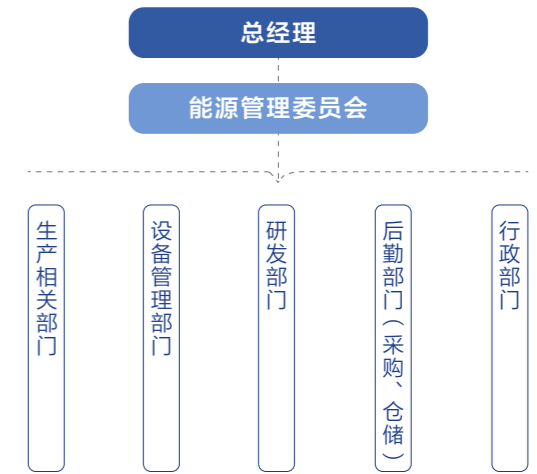 总经理
能源管理委员会
生产相关部门
设备管理部门
研发部门
后勤部门（采购、仓储）
行政部门